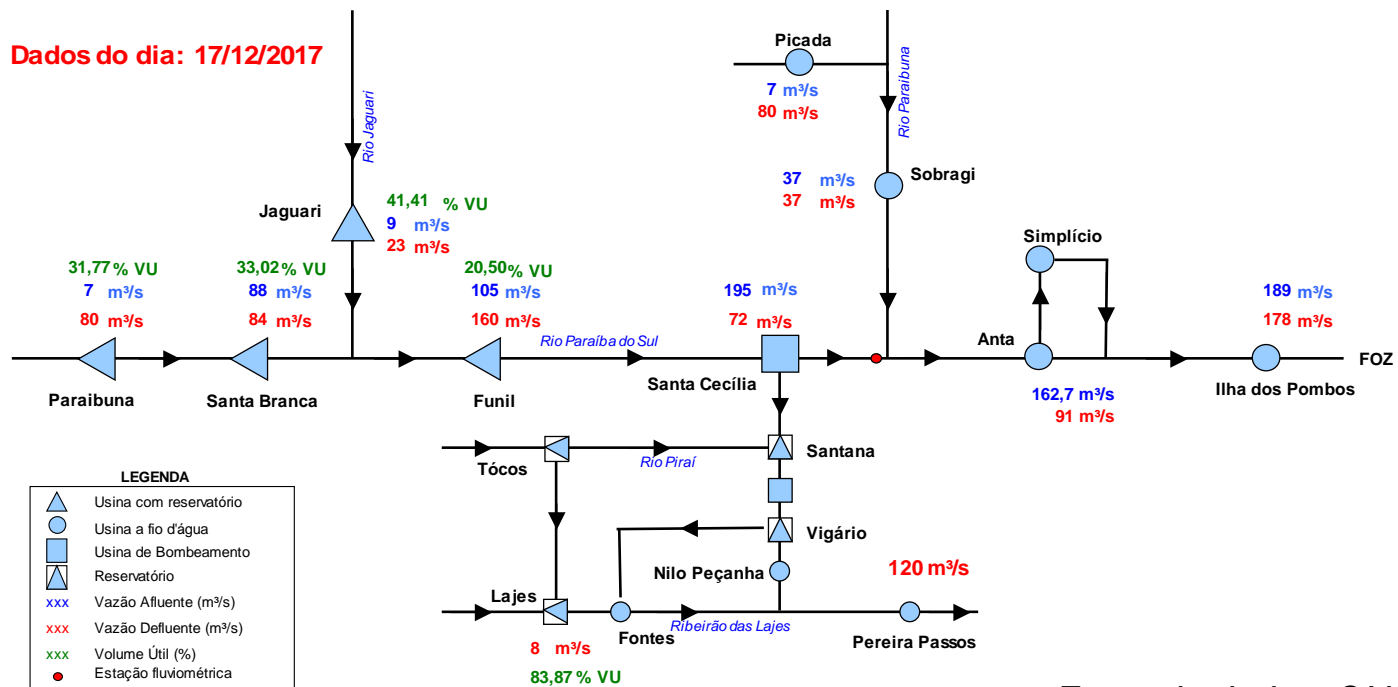 Dados do dia: 17/12/2017
Picada
7 m³/s
80 m³/s
Rio Jaguari
Rio Paraibuna
Jaguari
41,41 % VU
9 m³/s
23 m³/s
37 m³/s
37 m³/s
Sobragi
Simplício
31,77 % VU
7 m³/s
80 m³/s
33,02 % VU
88 m³/s
84 m³/s
20,50 % VU
105 m³/s
160 m³/s
Rio Paraíba do Sul
195 m³/s
72 m³/s
189 m³/s
178 m³/s
Anta
FOZ
Paraibuna
Santa Branca
Funil
Santa Cecília
162,7 m³/s
91 m³/s
Ilha dos Pombos
Tócos
Rio Piraí
Santana
Vigário
Nilo Peçanha
120 m³/s
Lajes
Fontes
Ribeirão das Lajes
Pereira Passos
8 m³/s
83,87 % VU
LEGENDA
Usina com reservatório
Usina a fio d'água
Usina de Bombeamento
Reservatório
xxx Vazão Afluente (m³/s)
xxx Vazão Defluente (m³/s)
xxx Volume Útil (%)
Estação fluviométrica